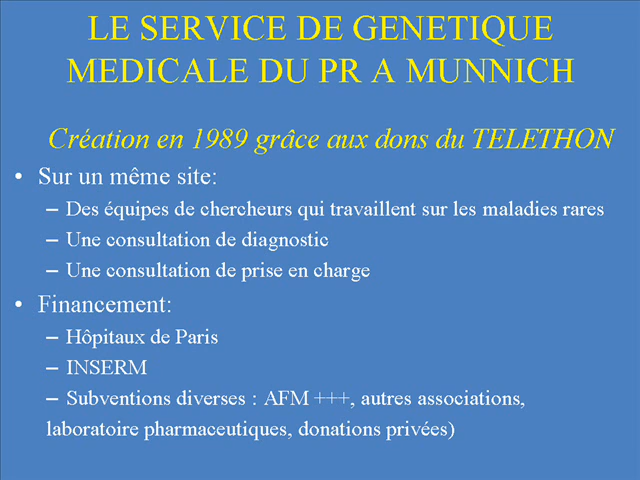 LE SERVICE DE GENETIQUE
MEDICALE DU PR A MUNNICH
Création en 1989 grâce aux dons du TELETHON
• Sur un même site:
– Des équipes de chercheurs qui travaillent sur les maladies rares
– Une consultation de diagnostic
– Une consultation de prise en charge
• Financement:
– Hôpitaux de Paris
– INSERM
– Subventions diverses : AFM +++, autres associations,
laboratoire pharmaceutiques, donations privées)